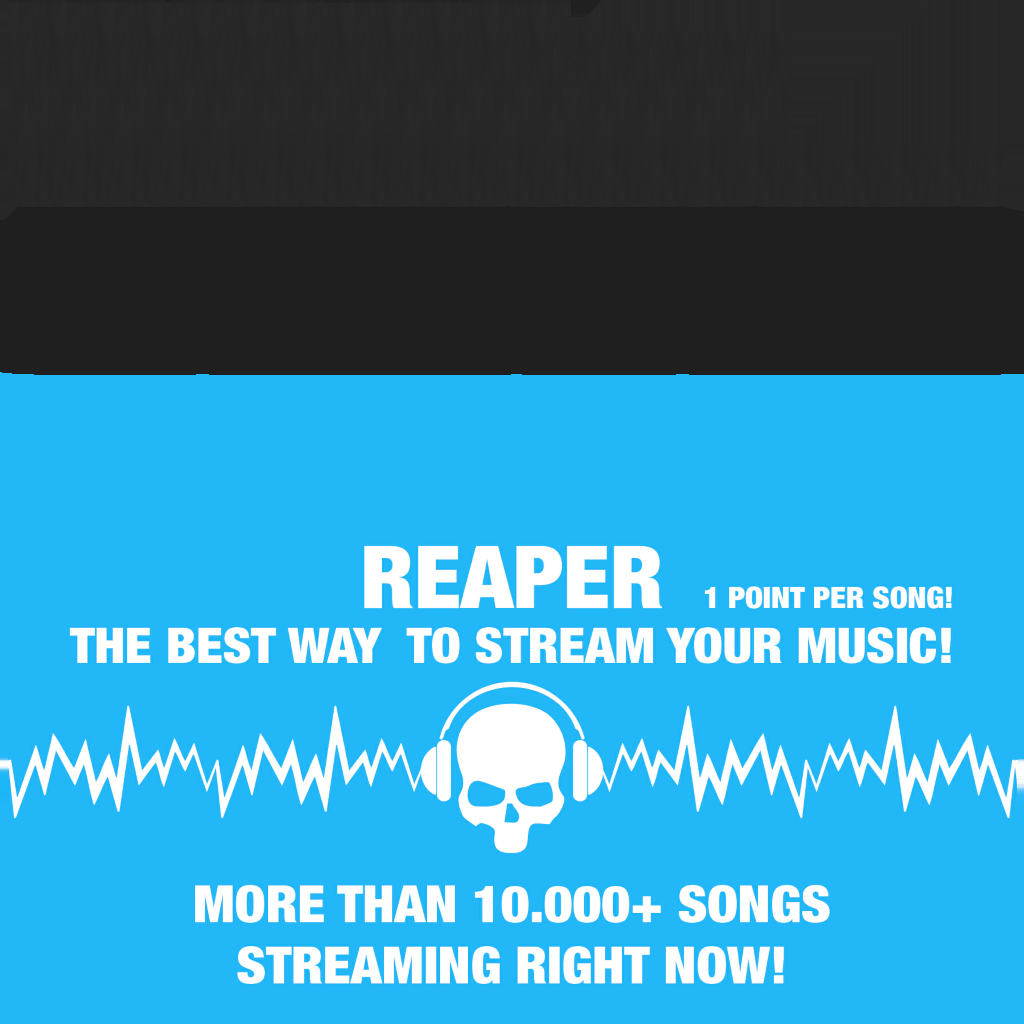 REAPER 1 POINT PER SONG!
THE BEST WAY TO STREAM YOUR MUSIC!
MORE THAN 10.000+ SONGS
STREAMING RIGHT NOW!